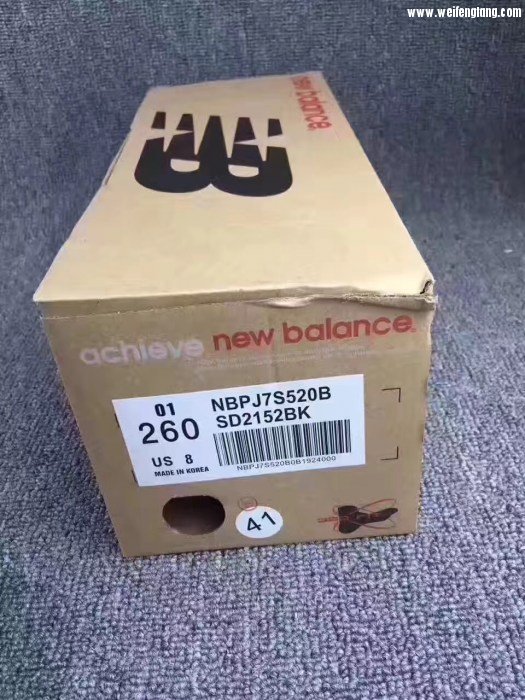 www.weifengtang.com
new balance
achieve new balance
01
260
US 8
MADE IN KOREA
NBPJ7S520B
SD2152BK
NBPJ7S520B0B1924000
41